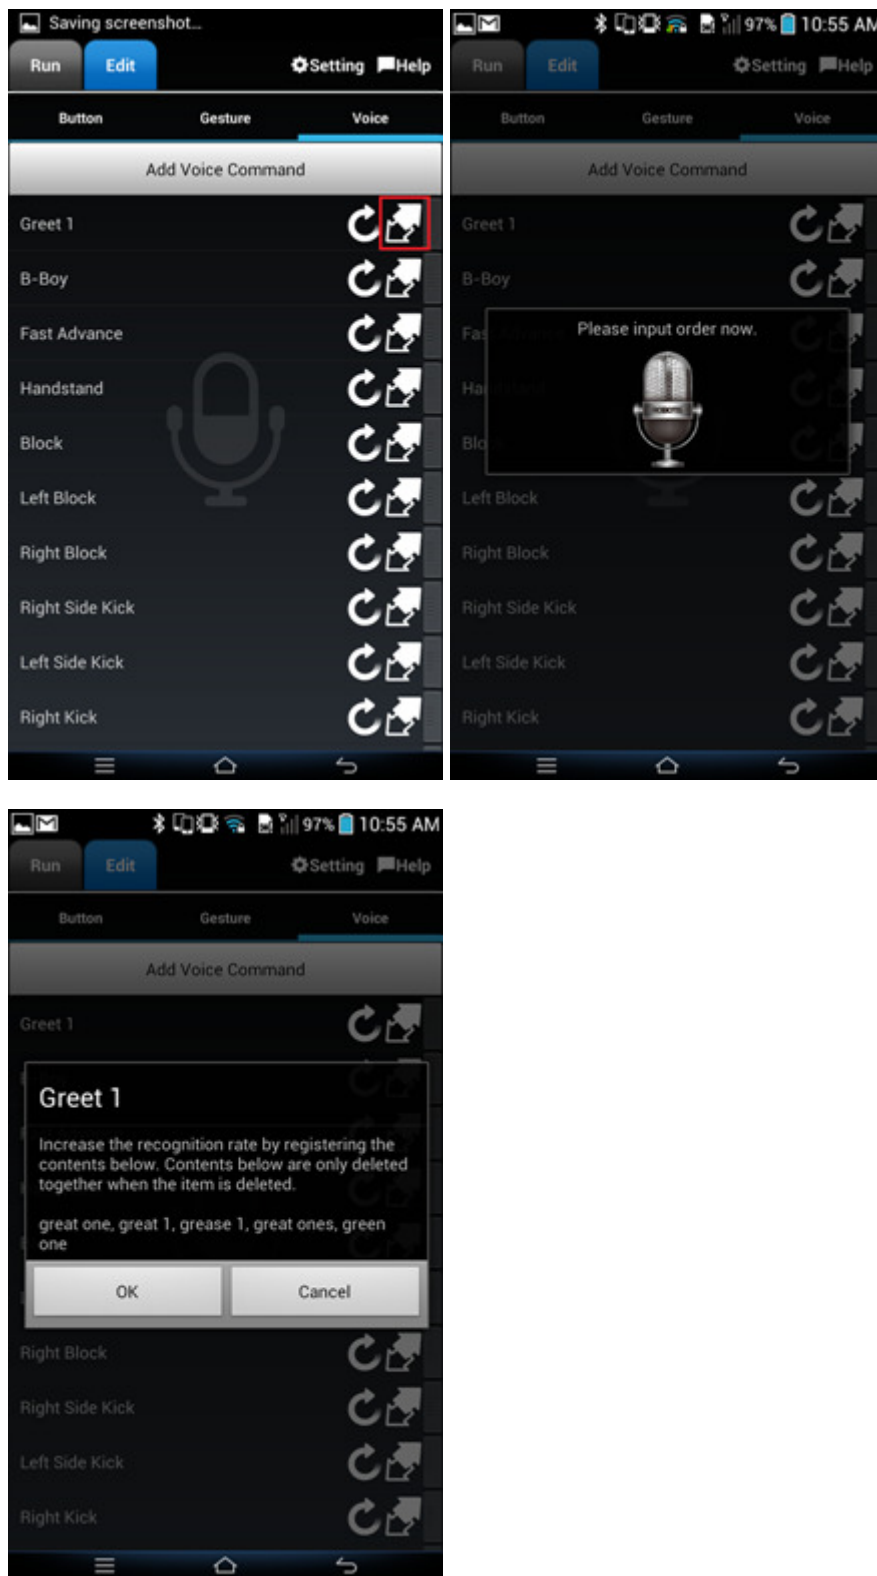 Saving screenshot...
Run Edit Setting Help
Button Gesture Voice
Add Voice Command
Greet 1
B-Boy
Fast Advance
Handstand
Block
Left Block
Right Block
Right Side Kick
Left Side Kick
Right Kick
97% 10:55 AM
Run Edit Setting Help
Button Gesture Voice
Add Voice Command
Greet 1
B-Boy
Fas
Please input order now.
Ha
ROBOTIS
Blo
Left Block
Right Block
Right Side Kick
Left Side Kick
Right Kick
97% 10:55 AM
Run Edit Setting Help
Button Gesture Voice
Add Voice Command
Greet 1
Greet 1
Increase the recognition rate by registering the
contents below. Contents below are only deleted
together when the item is deleted.
great one, great 1, grease 1, great ones, green
one
OK Cancel
Right Block
Right Side Kick
Left Side Kick
Right Kick